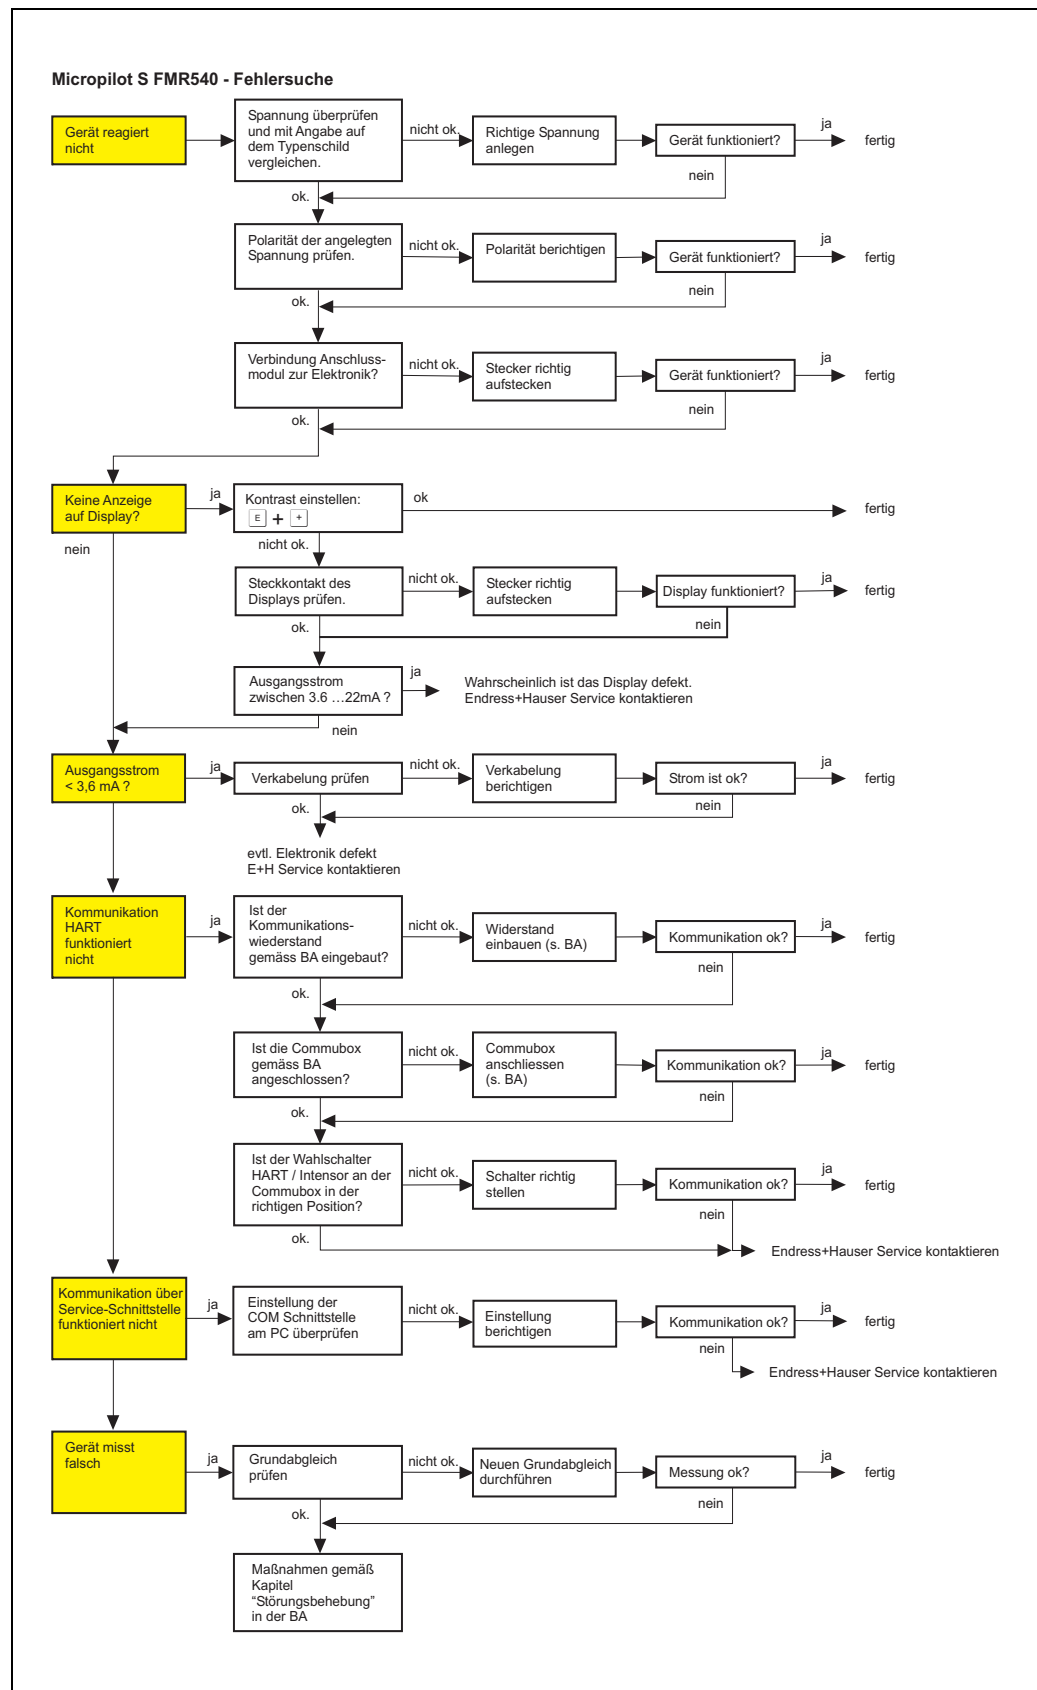 Micropilot S FMR540 - Fehlersuche
Gerät reagiert
nicht
Spannung überprüfen
und mit Angabe auf
dem Typenschild
vergleichen.
nicht ok.
Richtige Spannung
anlegen
Gerät funktioniert?
ja
fertig
nein
ok.
Polarität der angelegten
Spannung prüfen.
nicht ok.
Polarität berichtigen
Gerät funktioniert?
ja
fertig
nein
ok.
Verbindung Anschluss-
modul zur Elektronik?
nicht ok.
Stecker richtig
aufstecken
Gerät funktioniert?
ja
fertig
nein
ok.
Keine Anzeige
auf Display?
ja
Kontrast einstellen:
E + +
ok
fertig
nein
nicht ok.
Steckkontakt des
Displays prüfen.
nicht ok.
Stecker richtig
aufstecken
Display funktioniert?
ja
fertig
nein
ok.
Ausgangsstrom
zwischen 3.6 ...22mA ?
ja
Wahrscheinlich ist das Display defekt.
Endress+Hauser Service kontaktieren
nein
Ausgangsstrom
< 3,6 mA ?
ja
Verkabelung prüfen
nicht ok.
Verkabelung
berichtigen
Strom ist ok?
ja
fertig
nein
ok.
evtl. Elektronik defekt
E+H Service kontaktieren
Kommunikation
HART
funktioniert
nicht
ja
Ist der
Kommunikations-
wiederstand
gemäss BA eingebaut?
nicht ok.
Widerstand
einbauen (s. BA)
Kommunikation ok?
ja
fertig
nein
ok.
Ist die Commubox
gemäss BA
angeschlossen?
nicht ok.
Commubox
anschliessen
(s. BA)
Kommunikation ok?
ja
fertig
nein
ok.
Ist der Wahlschalter
HART / Intensor an der
Commubox in der
richtigen Position?
nicht ok.
Schalter richtig
stellen
Kommunikation ok?
ja
fertig
nein
ok.
Endress+Hauser Service kontaktieren
Kommunikation über
Service-Schnittstelle
funktioniert nicht
ja
Einstellung der
COM Schnittstelle
am PC überprüfen
nicht ok.
Einstellung
berichtigen
Kommunikation ok?
ja
fertig
nein
Endress+Hauser Service kontaktieren
Gerät misst
falsch
ja
Grundabgleich
prüfen
nicht ok.
Neuen Grundabgleich
durchführen
Messung ok?
ja
fertig
nein
ok.
Maßnahmen gemäß
Kapitel
“Störungsbehebung”
in der BA